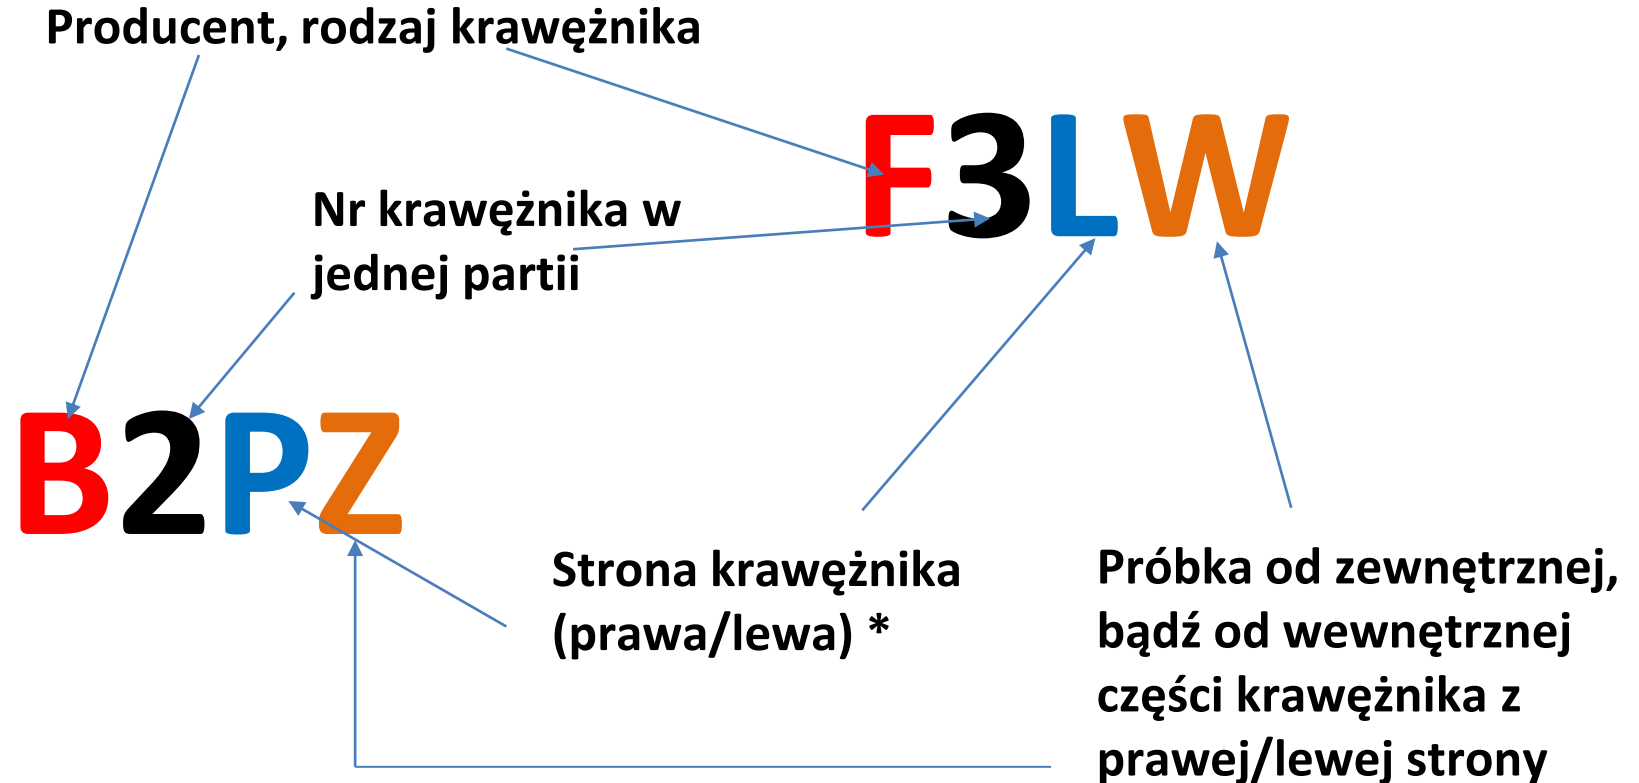 Producent, rodzaj krawężnika
F3LW
Nr krawężnika w
jednej partii
B2PZ
Strona krawężnika
(prawa/lewa) *
Próbka od zewnętrznej,
bądź od wewnętrznej
części krawężnika z
prawej/lewej strony